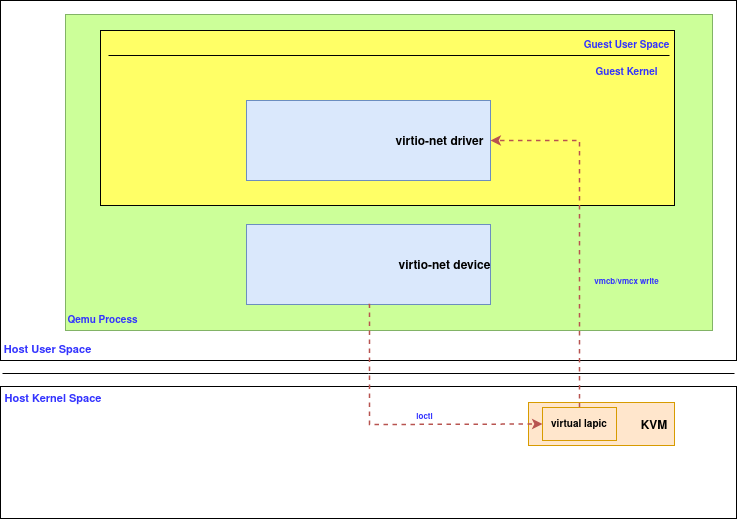 Guest User Space
Guest Kernel
virtio-net driver
virtio-net device
vmcb/vmcx write
Qemu Process
Host User Space
Host Kernel Space
ioctl
virtual lapic
KVM